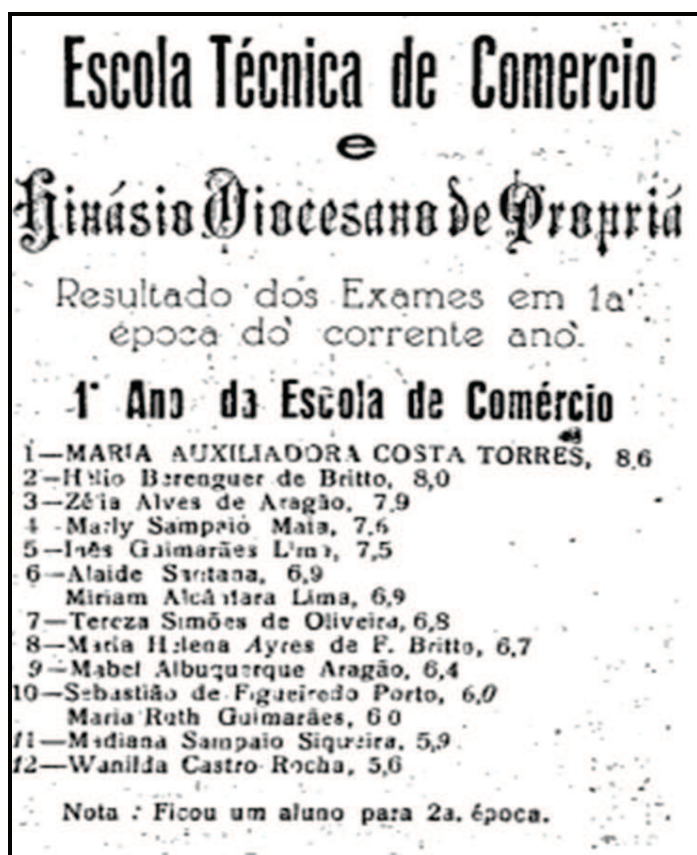 Escola Técnica de Comercio
e
Ginásio Diocesano de Propriá
Resultado dos Exames em 1a
época do corrente ano.
1º Ano da Escola de Comércio
1—MARIA AUXILIADORA COSTA TORRES, 8,6
2—Hélio Berenguer de Britto, 8,0
3—Zélia Alves de Aragão, 7,9
4—Marly Sampaio Maia, 7,6
5—Inês Guimarães Lima, 7,5
6—Alaide Santana, 6,9
Miriam Alcântara Lima, 6,9
7—Tereza Simões de Oliveira, 6,8
8—Maria Helena Ayres de F. Britto, 6,7
9—Mabel Albuquerque Aragão, 6,4
10—Sebastião de Figueiredo Porto, 6,0
Maria Ruth Guimarães, 6 0
11—Madiana Sampaio Siqueira, 5,9
12—Wanilda Castro Rocha, 5,6
Nota : Ficou um aluno para 2a. época.